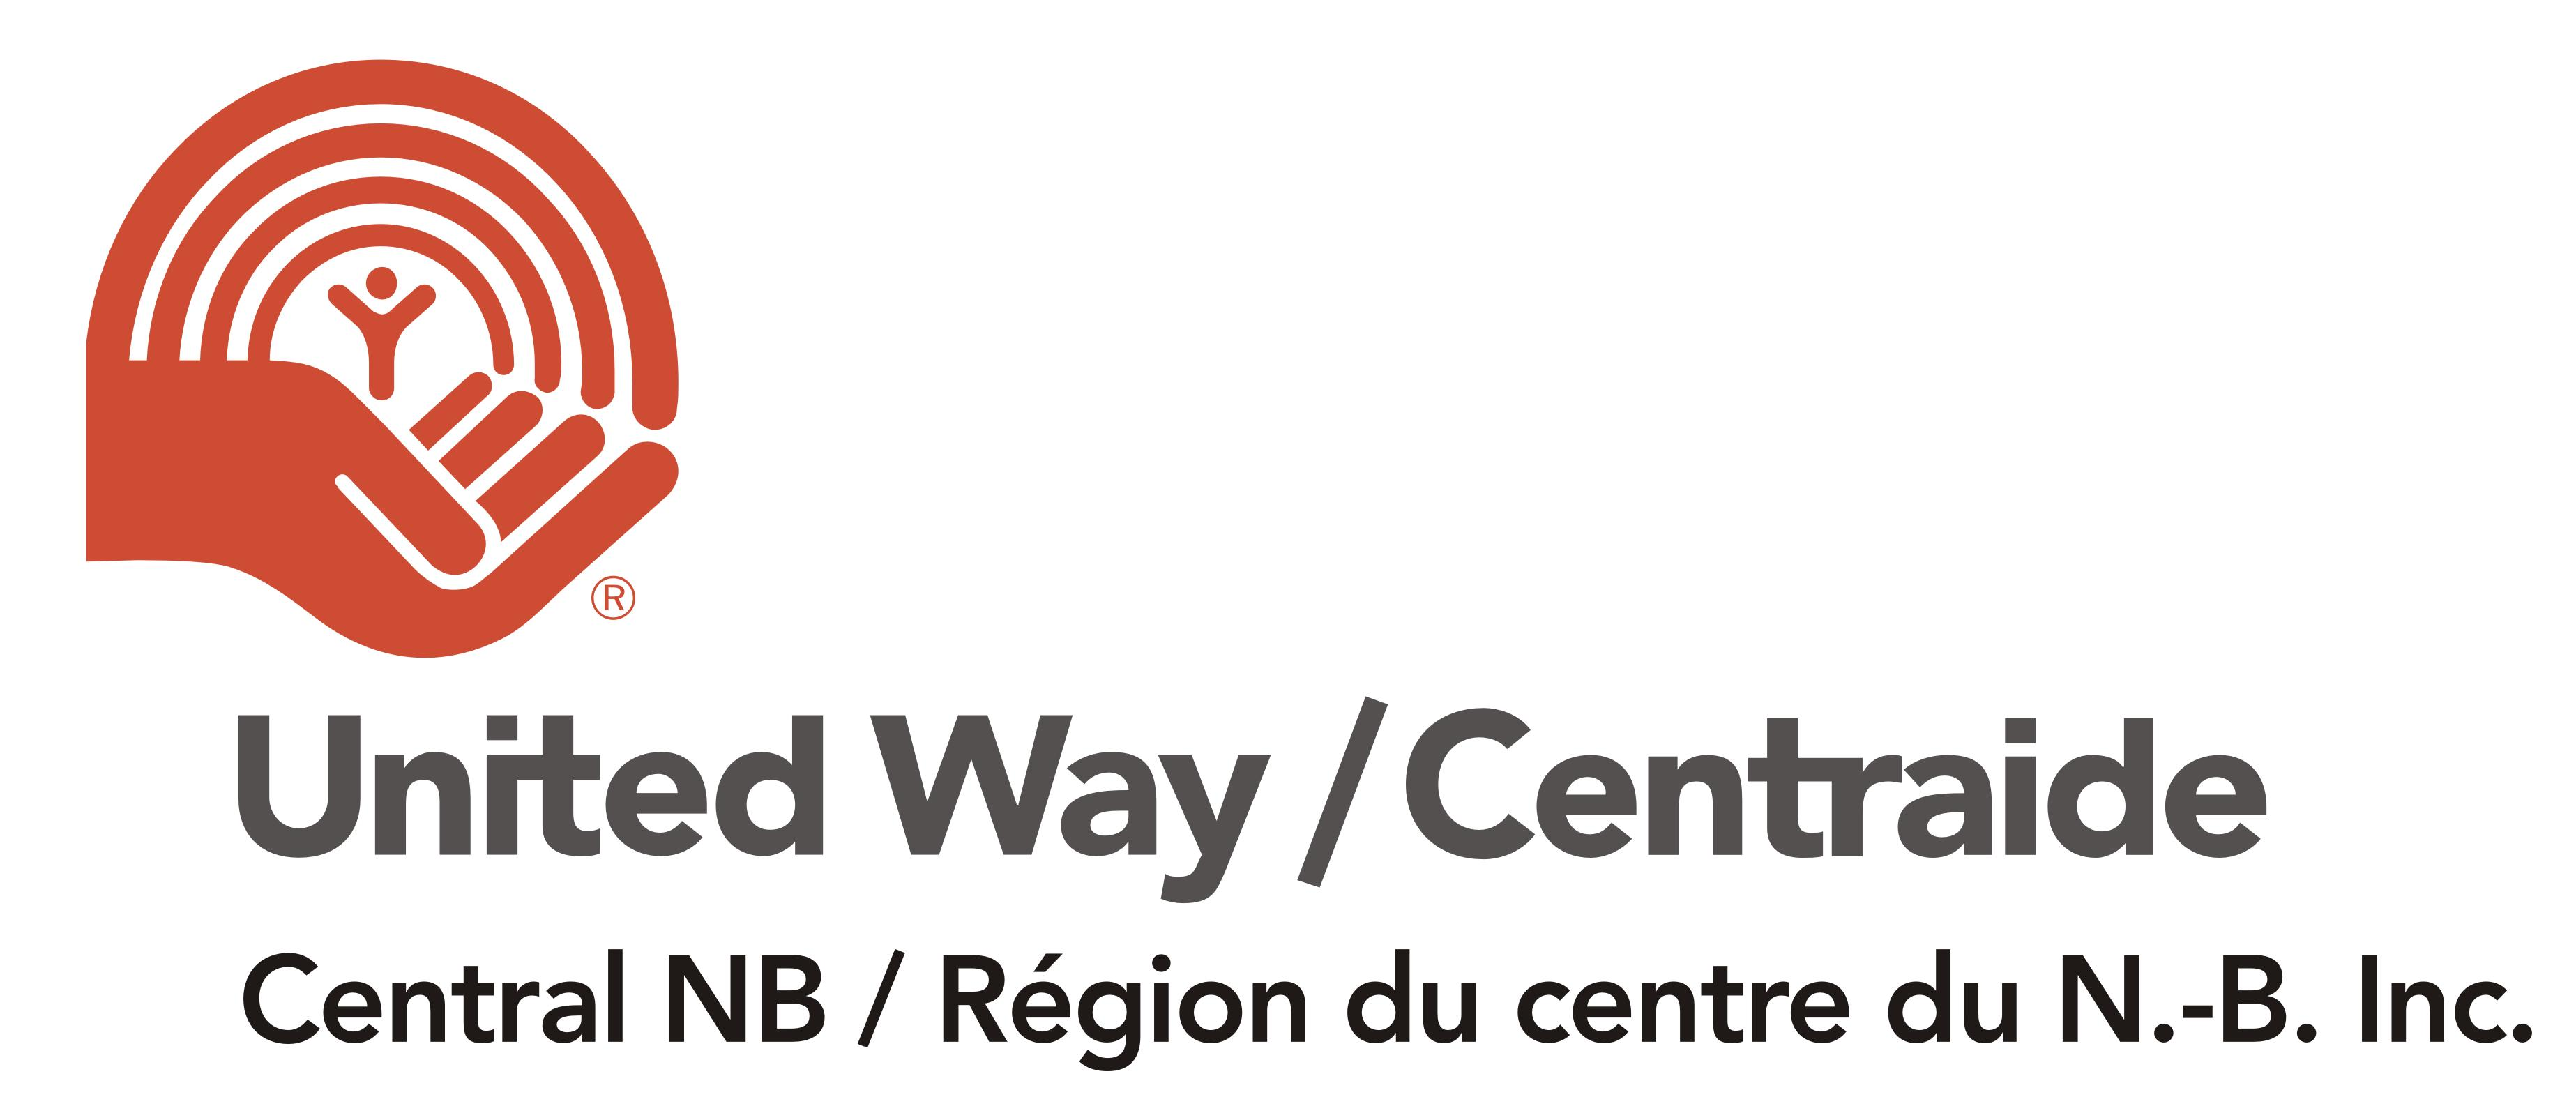 ®
United Way / Centraide
Central NB / Région du centre du N.-B. Inc.